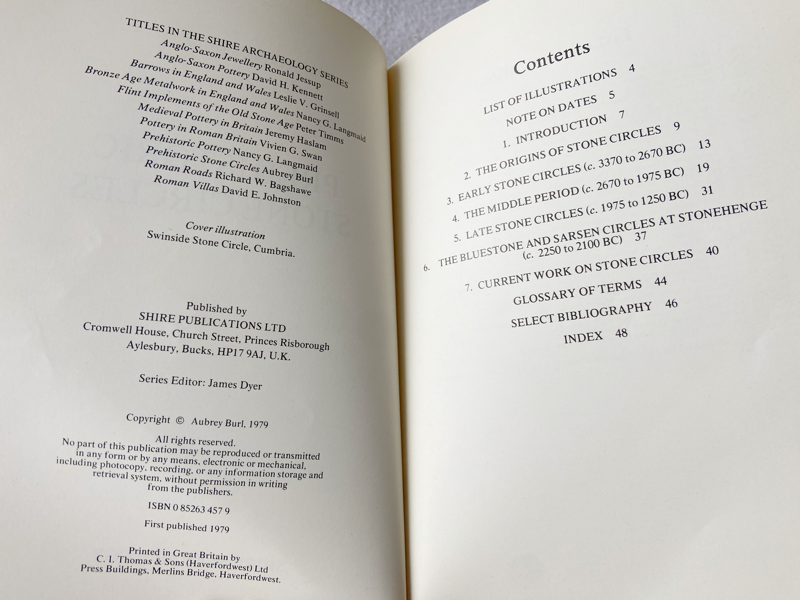 TITLES IN THE SHIRE ARCHAEOLOGY SERIES
Anglo-Saxon Jewellery Ronald Jessup
Anglo-Saxon Pottery David H. Kennett
Barrows in England and Wales Leslie V. Grinsell
Bronze Age Metalwork in England and Wales Nancy G. Langmaid
Flint Implements of the Old Stone Age Peter Timms
Medieval Pottery in Britain Jeremy Haslam
Pottery in Roman Britain Vivien G. Swan
Prehistoric Pottery Nancy G. Langmaid
Prehistoric Stone Circles Aubrey Burl
Roman Roads Richard W. Bagshawe
Roman Villas David E. Johnston
Cover illustration
Swinside Stone Circle, Cumbria.
Published by
SHIRE PUBLICATIONS LTD
Cromwell House, Church Street, Princes Risborough
Aylesbury, Bucks, HP17 9AJ, U.K.
Series Editor: James Dyer
Copyright © Aubrey Burl, 1979
All rights reserved.
No part of this publication may be reproduced or transmitted
in any form or by any means, electronic or mechanical,
including photocopy, recording, or any information storage and
retrieval system, without permission in writing
from the publishers.
ISBN 0 85263 457 9
First published 1979
Printed in Great Britain by
C. I. Thomas & Sons (Haverfordwest) Ltd
Press Buildings, Merlins Bridge, Haverfordwest.
Contents
LIST OF ILLUSTRATIONS 4
NOTE ON DATES 5
1. INTRODUCTION 7
2. THE ORIGINS OF STONE CIRCLES 9
3. EARLY STONE CIRCLES (c. 3370 to 2670 BC) 13
4. THE MIDDLE PERIOD (c. 2670 to 1975 BC) 19
5. LATE STONE CIRCLES (c. 1975 to 1250 BC) 31
6. THE BLUESTONE AND SARSEN CIRCLES AT STONEHENGE
(c. 2250 to 2100 BC) 37
7. CURRENT WORK ON STONE CIRCLES 40
GLOSSARY OF TERMS 44
SELECT BIBLIOGRAPHY 46
INDEX 48